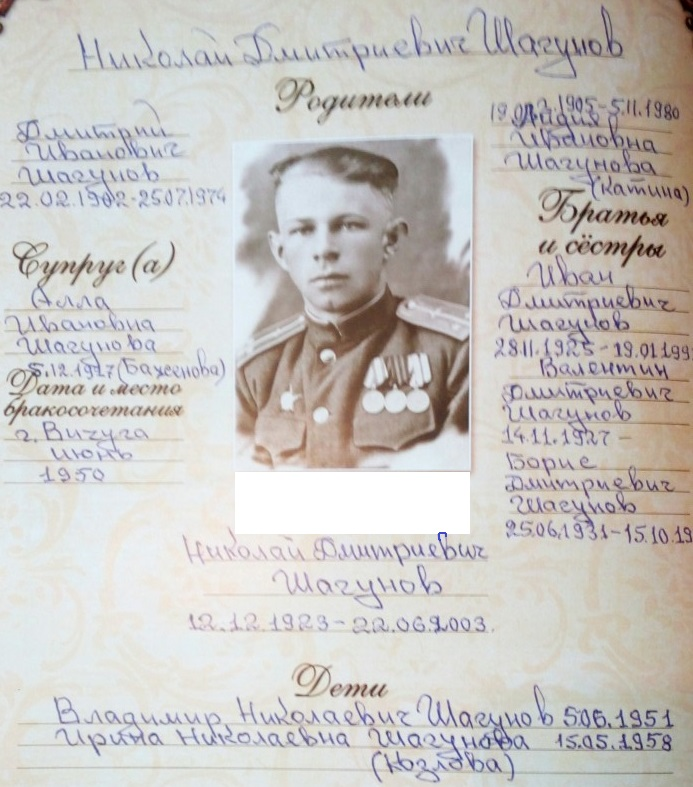 Николай Дмитриевич Шагунов
Родители
Дмитрий
Иванович
Шагунов
22.02.1902-25.07.1974
19.02.1905-5.11.1980
Лидия
Ивановна
Шагунова
(Катина)
Супруг(а)
Алла
Ивановна
Шагунова
5.12.1927 (Баженова)
Дата и место
бракосочетания
г. Вичуга
июнь
1950
Братья
и сёстры
Иван
Дмитриевич
Шагунов
28.11.1925-19.01.199
Валентин
Дмитриевич
Шагунов
14.11.1927-
Борис
Дмитриевич
Шагунов
25.06.1931-15.10.19
Николай Дмитриевич
Шагунов
12.12.1923-22.06.2003.
Дети
Владимир Николаевич Шагунов 5.06.1951
Ирина Николаевна Шагунова 15.05.1958
(Козлова)